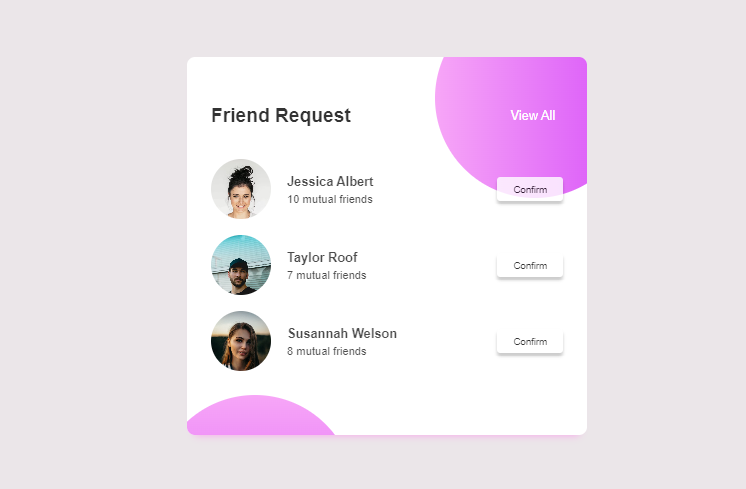 Friend Request
View All
Jessica Albert
10 mutual friends
Confirm
Taylor Roof
7 mutual friends
Confirm
Susannah Welson
8 mutual friends
Confirm